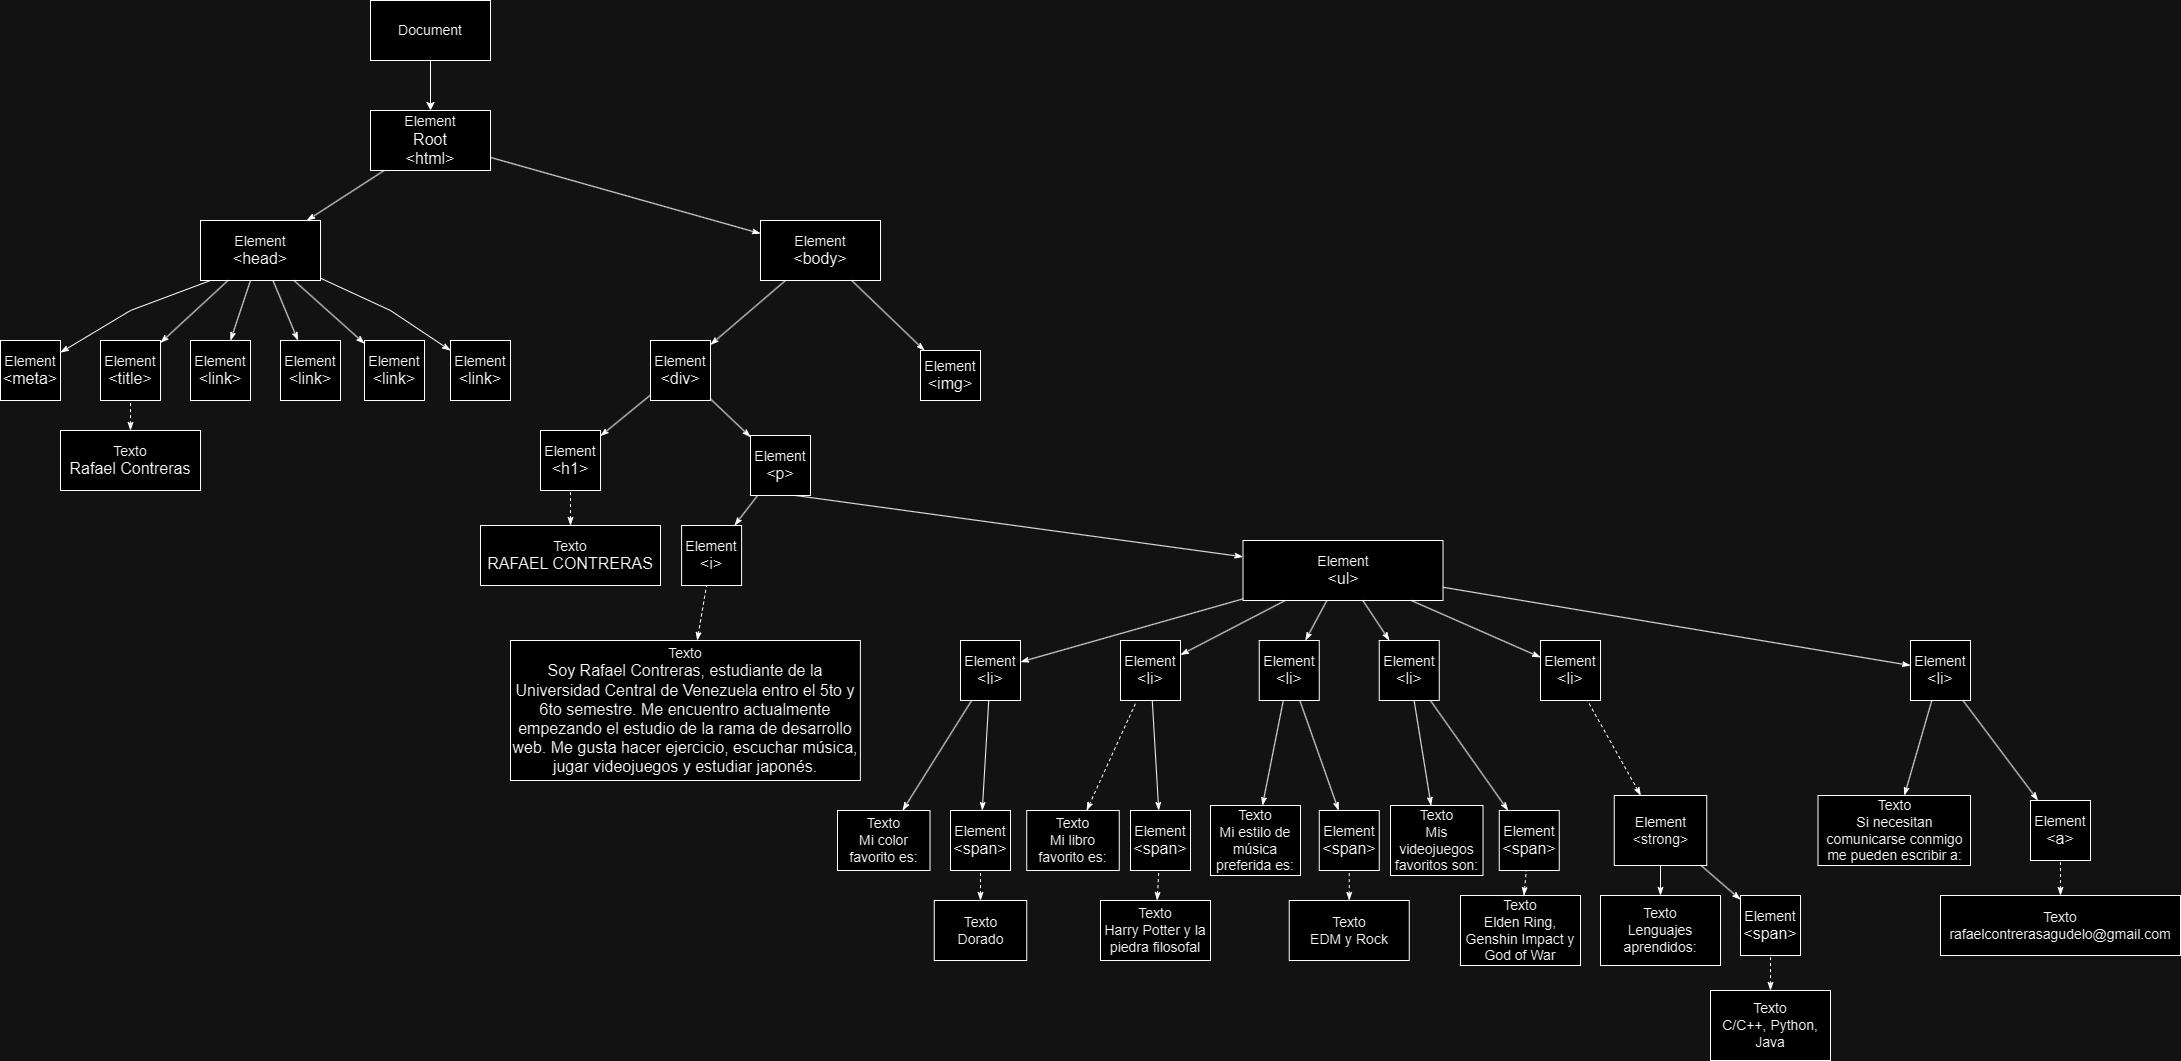 Document
Element
Root
<html>
Element
<head>
Element
<body>
Element
<meta>
Element
<title>
Element
<link>
Element
<link>
Element
<link>
Element
<link>
Element
<div>
Element
<img>
Texto
Rafael Contreras
Element
<h1>
Element
<p>
Texto
RAFAEL CONTRERAS
Element
<i>
Element
<ul>
Texto
Soy Rafael Contreras, estudiante de la
Universidad Central de Venezuela entro el 5to y
6to semestre. Me encuentro actualmente
empezando el estudio de la rama de desarrollo
web. Me gusta hacer ejercicio, escuchar música,
jugar videojuegos y estudiar japonés.
Element
<li>
Element
<li>
Element
<li>
Element
<li>
Element
<li>
Element
<li>
Texto
Mi color
favorito es:
Element
<span>
Texto
Mi libro
favorito es:
Element
<span>
Texto
Mi estilo de
música
preferida es:
Element
<span>
Texto
Mis
videojuegos
favoritos son:
Element
<span>
Element
<strong>
Texto
Si necesitan
comunicarse conmigo
me pueden escribir a:
Element
<a>
Texto
Dorado
Texto
Harry Potter y la
piedra filosofal
Texto
EDM y Rock
Texto
Elden Ring,
Genshin Impact y
God of War
Texto
Lenguajes
aprendidos:
Element
<span>
Texto
rafaelcontrerasagudelo@gmail.com
Texto
C/C++, Python,
Java